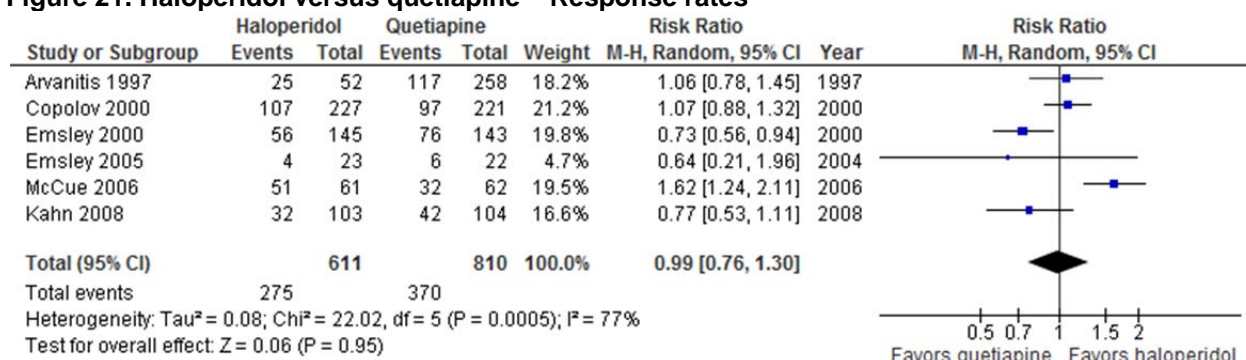 Figure 21. Haloperidol versus quetiapine – Response rates
Haloperidol Quetiapine Risk Ratio Risk Ratio
Study or Subgroup Events Total Events Total Weight M-H, Random, 95% CI Year M-H, Random, 95% CI
Arvanitis 1997 25 52 117 258 18.2% 1.06 [0.78, 1.45] 1997
Copolov 2000 107 227 97 221 21.2% 1.07 [0.88, 1.32] 2000
Emsley 2000 56 145 76 143 19.8% 0.73 [0.56, 0.94] 2000
Emsley 2005 4 23 6 22 4.7% 0.64 [0.21, 1.96] 2004
McCue 2006 51 61 32 62 19.5% 1.62 [1.24, 2.11] 2006
Kahn 2008 32 103 42 104 16.6% 0.77 [0.53, 1.11] 2008
Total (95% CI) 611 810 100.0% 0.99 [0.76, 1.30]
Total events 275 370
Heterogeneity: Tau² = 0.08; Chi² = 22.02, df = 5 (P = 0.0005); I² = 77%
Test for overall effect: Z = 0.06 (P = 0.95)
0.5 0.7 1 1.5 2
Favors quetiapine Favors haloperidol